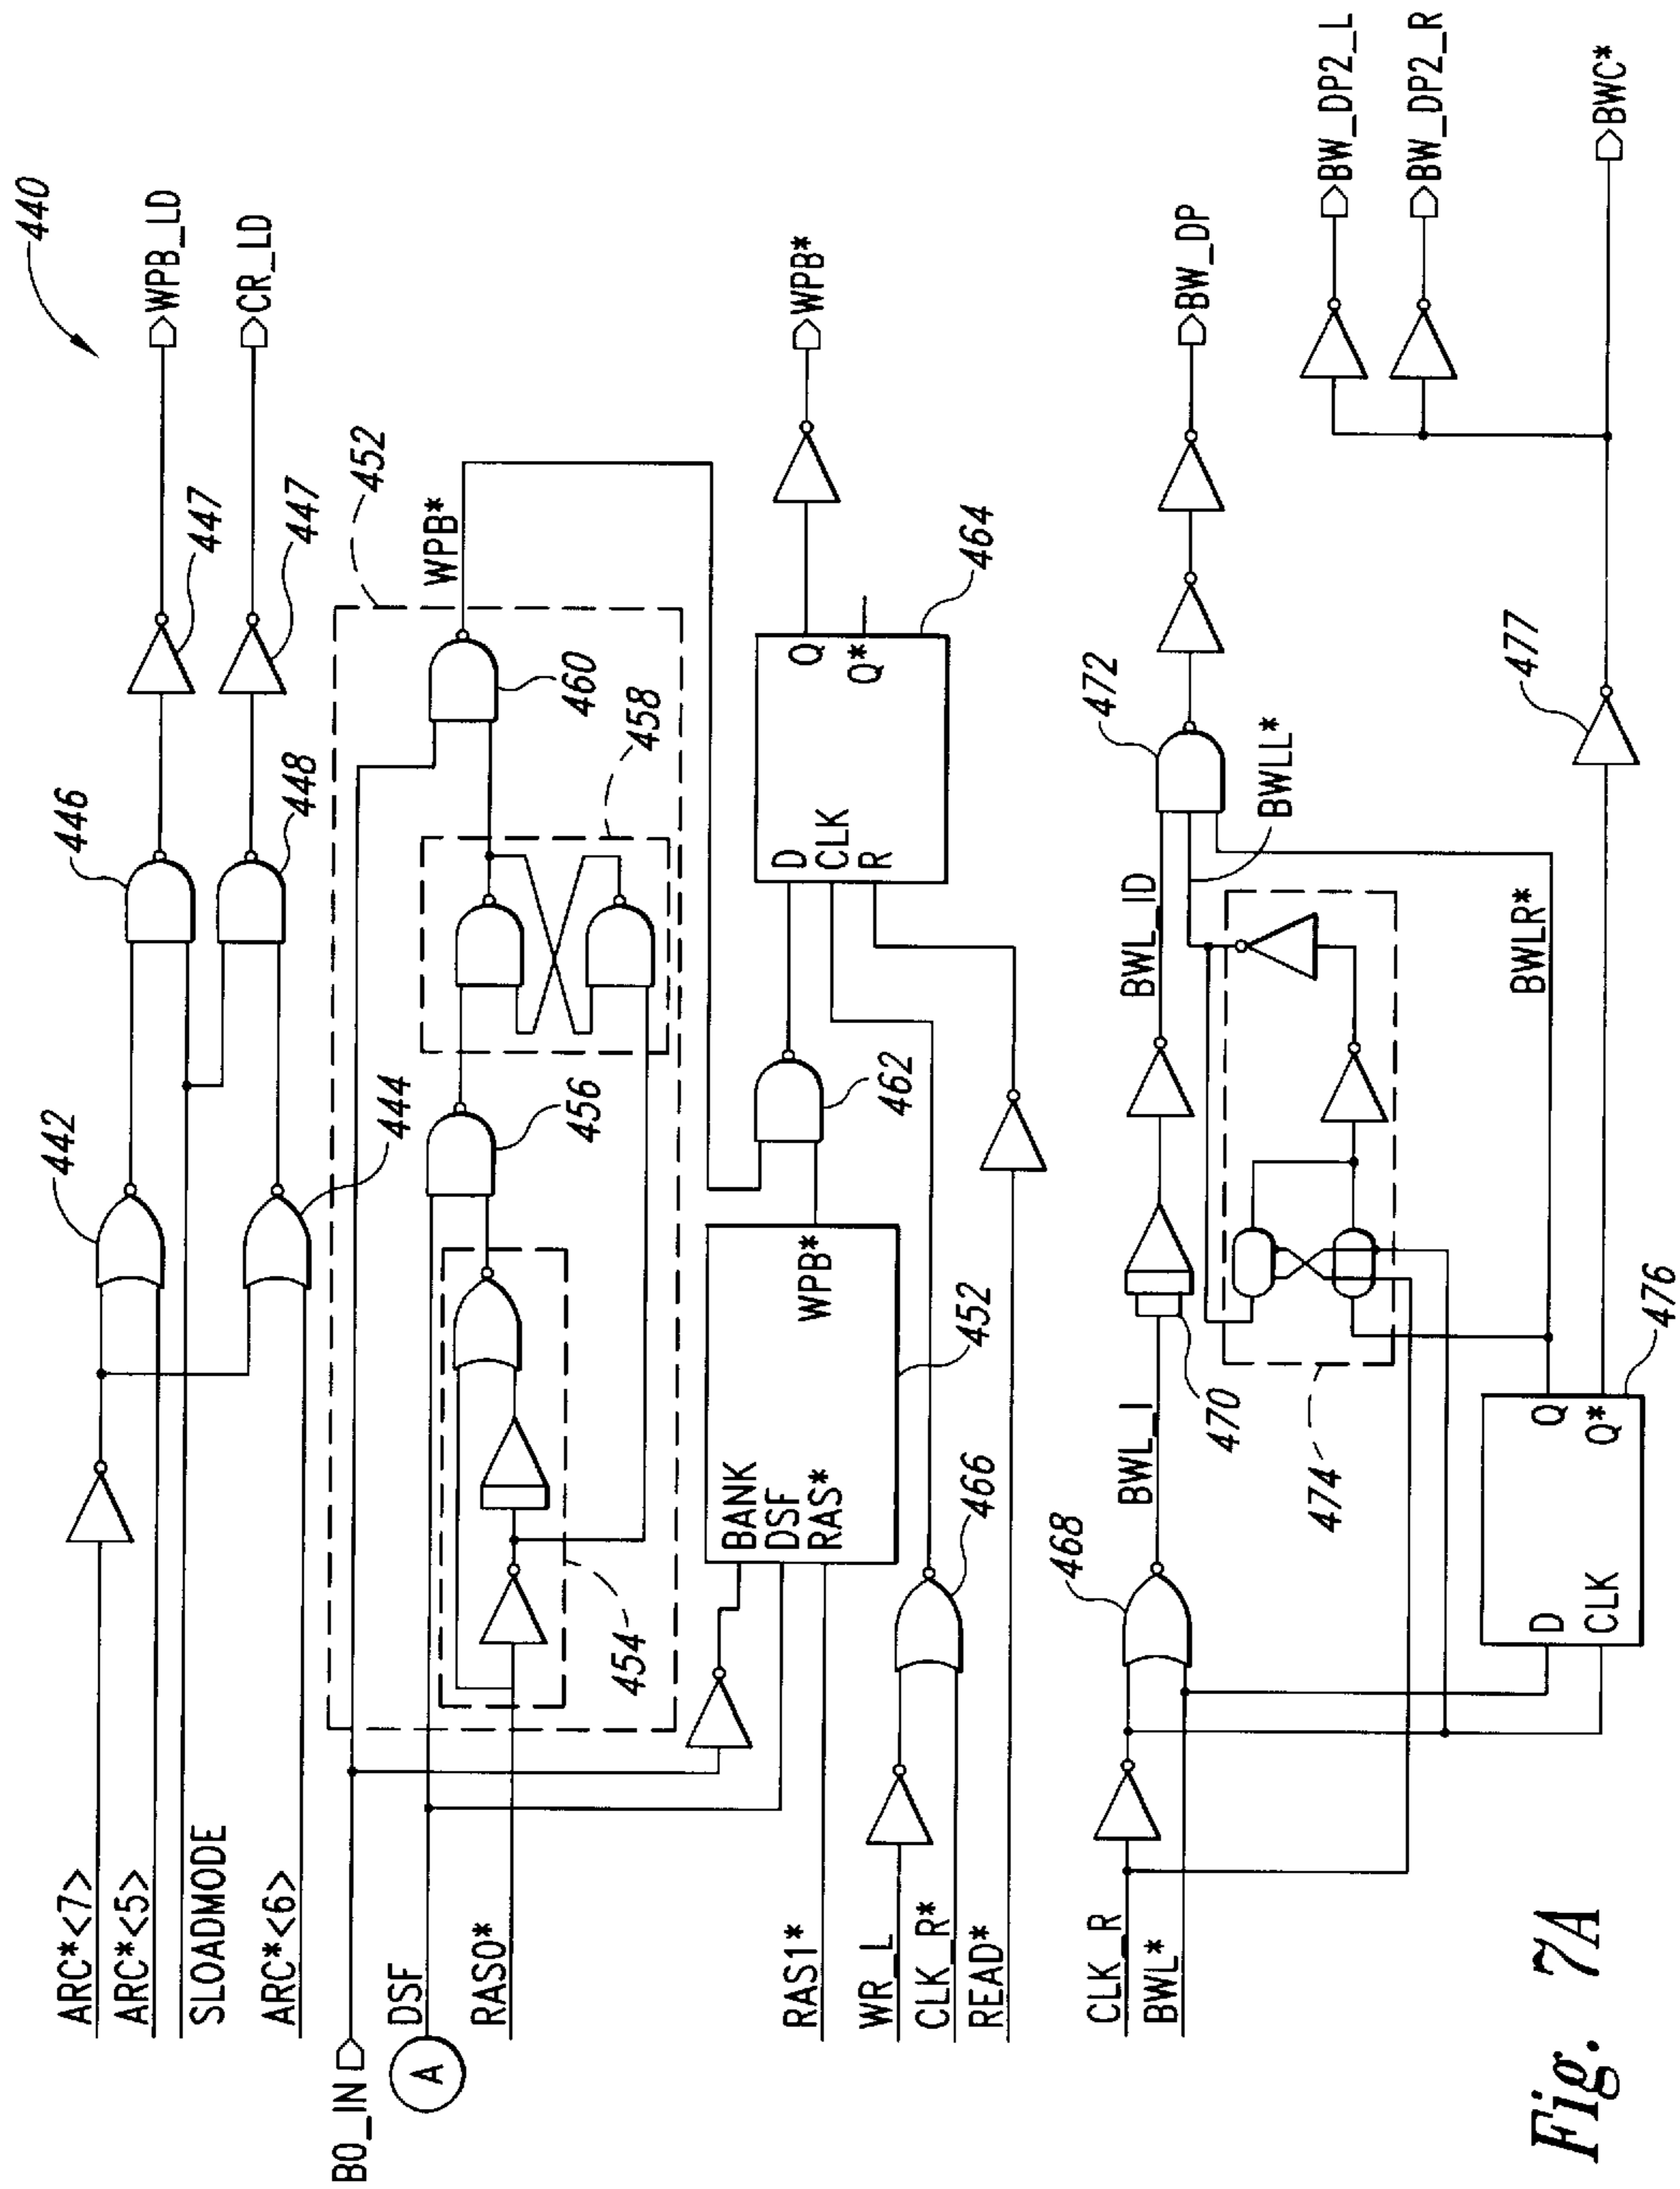 440
ARC*<7>
ARC*<5>
SLOADMODE
ARC*<6>
442
444
446
448
447
447
WPB_LD
CR_LD
B0_IN
DSF
A
RAS0*
454
456
458
460
452
WPB*
BANK
DSF
RAS*
WPB*
452
462
RAS1*
WR_L
CLK_R*
READ*
466
D
CLK
R
Q
Q*
464
WPB*
CLK_R
BWL*
468
BWL_I
470
BWL_ID
472
BWLL*
474
BWLR*
BW_DP
D
CLK
Q
Q*
476
477
BW_DP2_L
BW_DP2_R
BWC*
Fig. 7A